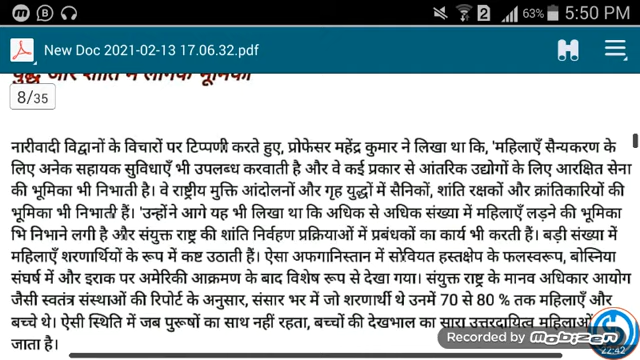 2 63% 5:50 PM
New Doc 2021-02-13 17.06.32.pdf
युद्ध और शांति में लैंगिक भूमिका
8/35
नारीवादी विद्वानों के विचारों पर टिप्पणी करते हुए, प्रोफेसर महेंद्र कुमार ने लिखा था कि, 'महिलाएँ सैन्यकरण के
लिए अनेक सहायक सुविधाएँ भी उपलब्ध करवाती है और वे कई प्रकार से आंतरिक उद्योगों के लिए आरक्षित सेना
की भूमिका भी निभाती है। वे राष्ट्रीय मुक्ति आंदोलनों और गृह युद्धों में सैनिकों, शांति रक्षकों और क्रांतिकारियों की
भूमिका भी निभाती हैं। 'उन्होंने आगे यह भी लिखा था कि अधिक से अधिक संख्या में महिलाएँ लड़ने की भूमिका
भि निभाने लगी है और संयुक्त राष्ट्र की शांति निर्वहण प्रक्रियाओं में प्रबंधकों का कार्य भी करती हैं। बड़ी संख्या में
महिलाएँ शरणार्थियों के रूप में कष्ट उठाती हैं। ऐसा अफगानिस्तान में सोवियत हस्तक्षेप के फलस्वरूप, बोस्निया
संघर्ष में और इराक पर अमेरिकी आक्रमण के बाद विशेष रूप से देखा गया। संयुक्त राष्ट्र के मानव अधिकार आयोग
जैसी स्वतंत्र संस्थाओं की रिपोर्ट के अनुसार, संसार भर में जो शरणार्थी थे उनमें 70 से 80 % तक महिलाएँ और
बच्चे थे। ऐसी स्थिति में जब पुरूषों का साथ नहीं रहता, बच्चों की देखभाल का सारा उत्तरदायित्व महिलाओं
जाता है।
Recorded by
Mobizen
22:42